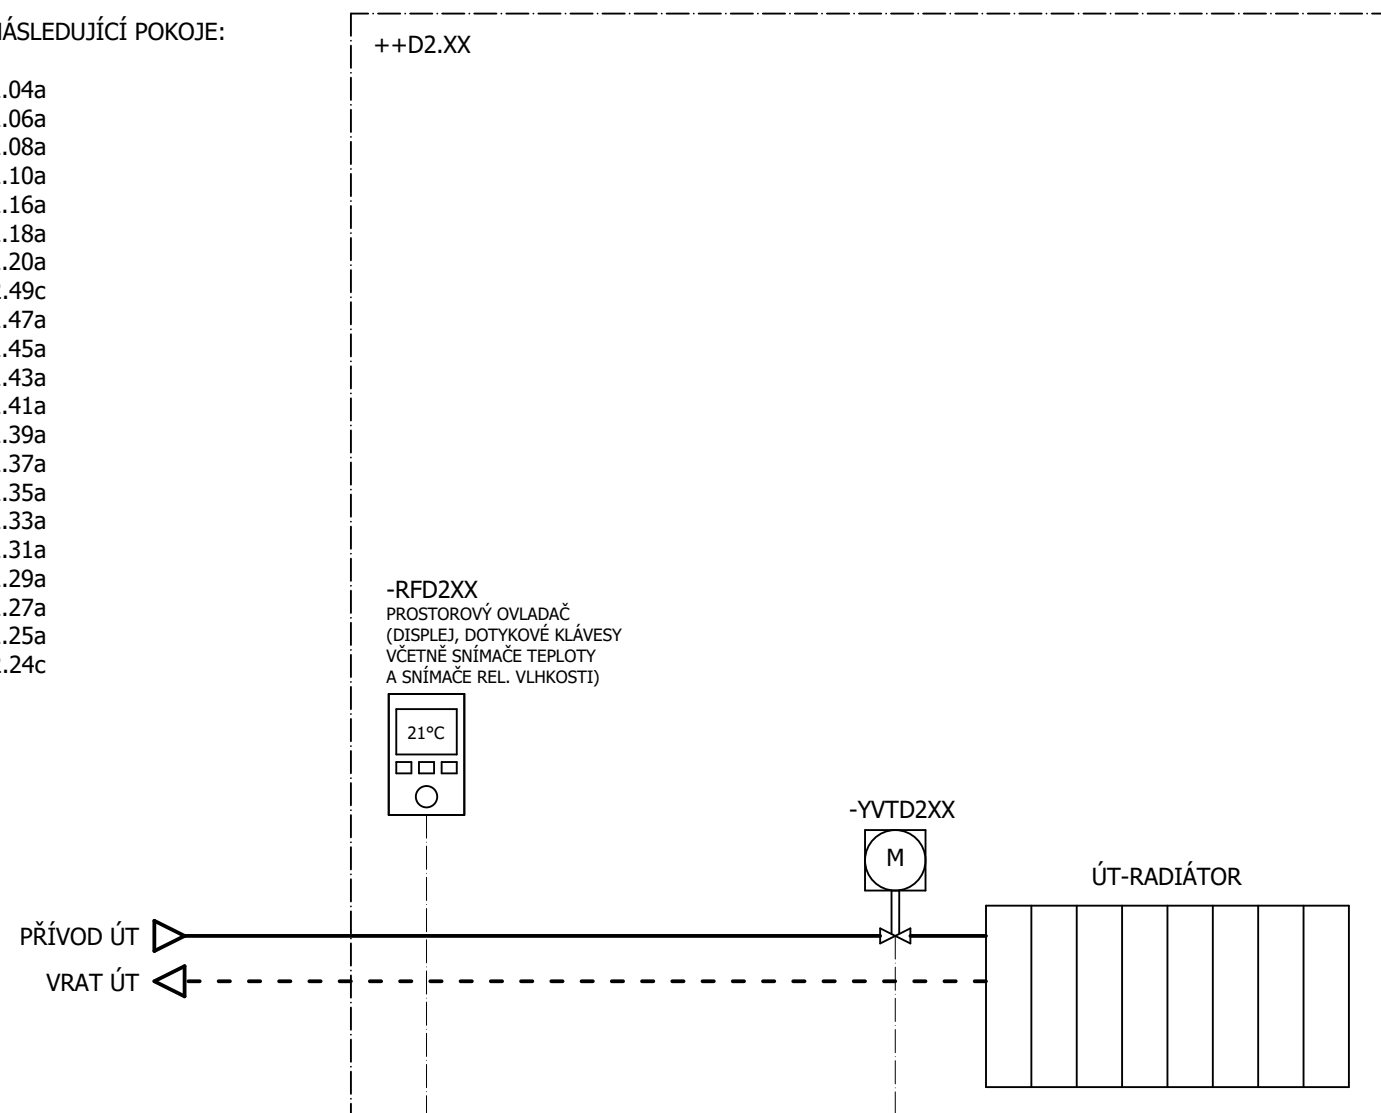 NÁSLEDUJÍCÍ POKOJE:
.04a
.06a
.08a
.10a
.16a
.18a
.20a
.49c
.47a
.45a
.43a
.41a
.39a
.37a
.35a
.33a
.31a
.29a
.27a
.25a
.24c
++D2.XX
-RFD2XX
PROSTOROVÝ OVLADAČ
(DISPLEJ, DOTYKOVÉ KLÁVESY
VČETNĚ SNÍMAČE TEPLOTY
A SNÍMAČE REL. VLHKOSTI)
21°C
-YVTD2XX
M
ÚT-RADIÁTOR
PŘÍVOD ÚT
VRAT ÚT